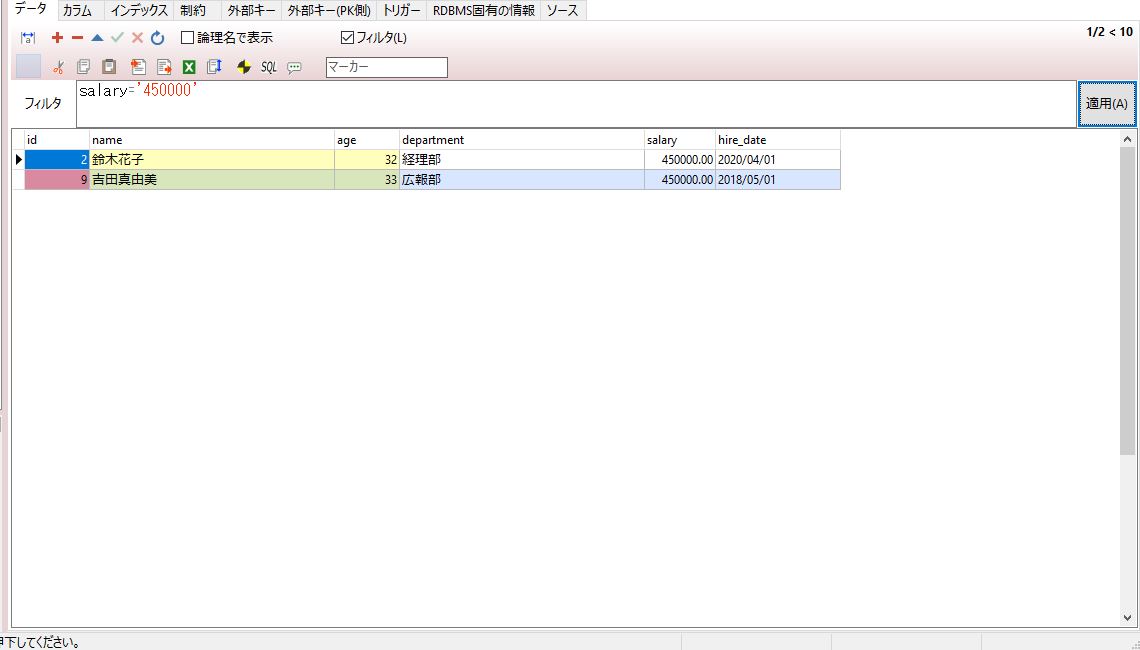 データ カラム インデックス 制約 外部キー 外部キー(PK側) トリガー RDBMS固有の情報 ソース
論理名で表示 フィルタ(L) 1/2 < 10
SQL マーカー
フィルタ salary='450000' 適用(A)
id name age department salary hire_date
2 鈴木花子 32 経理部 450000.00 2020/04/01
9 吉田真由美 33 広報部 450000.00 2018/05/01
下してください。